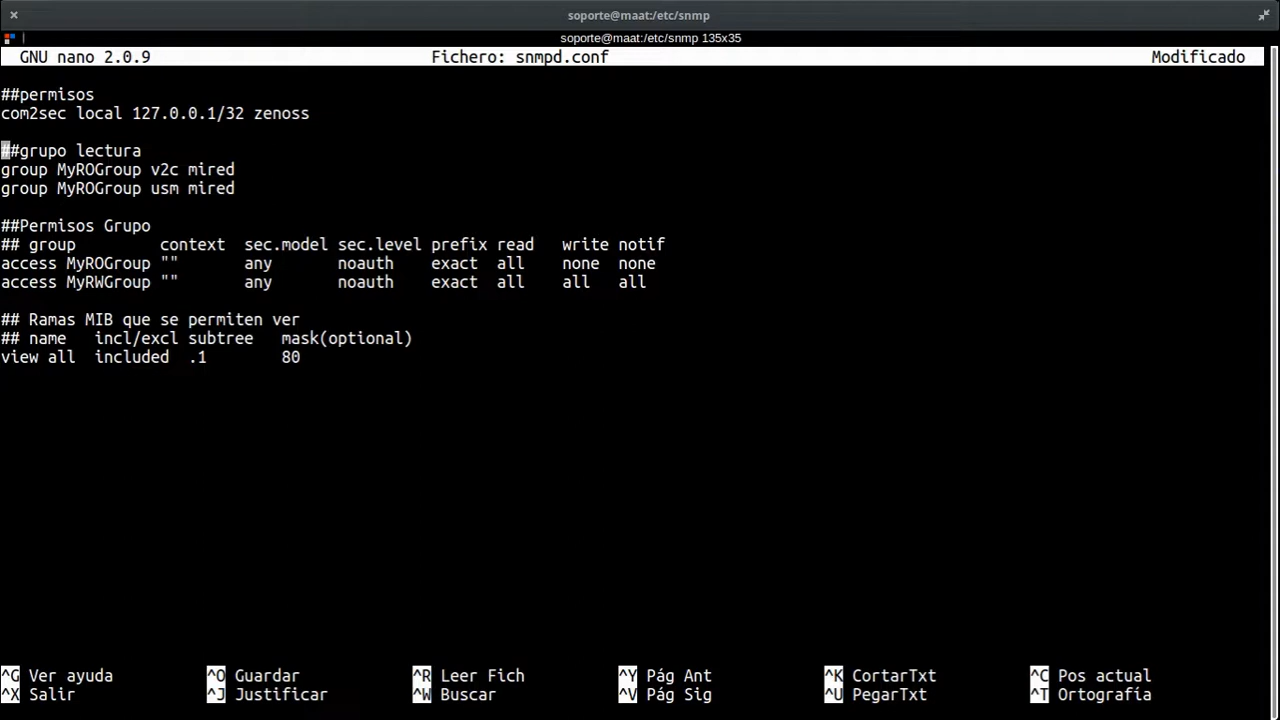 soporte@maat:/etc/snmp
soporte@maat:/etc/snmp 135x35
GNU nano 2.0.9 Fichero: snmpd.conf Modificado
##permisos
com2sec local 127.0.0.1/32 zenoss
##grupo lectura
group MyROGroup v2c mired
group MyROGroup usm mired
##Permisos Grupo
## group context sec.model sec.level prefix read write notif
access MyROGroup "" any noauth exact all none none
access MyRWGroup "" any noauth exact all all all
## Ramas MIB que se permiten ver
## name incl/excl subtree mask(optional)
view all included .1 80
^G Ver ayuda ^O Guardar ^R Leer Fich ^Y Pág Ant ^K CortarTxt ^C Pos actual
^X Salir ^J Justificar ^W Buscar ^V Pág Sig ^U PegarTxt ^T Ortografía